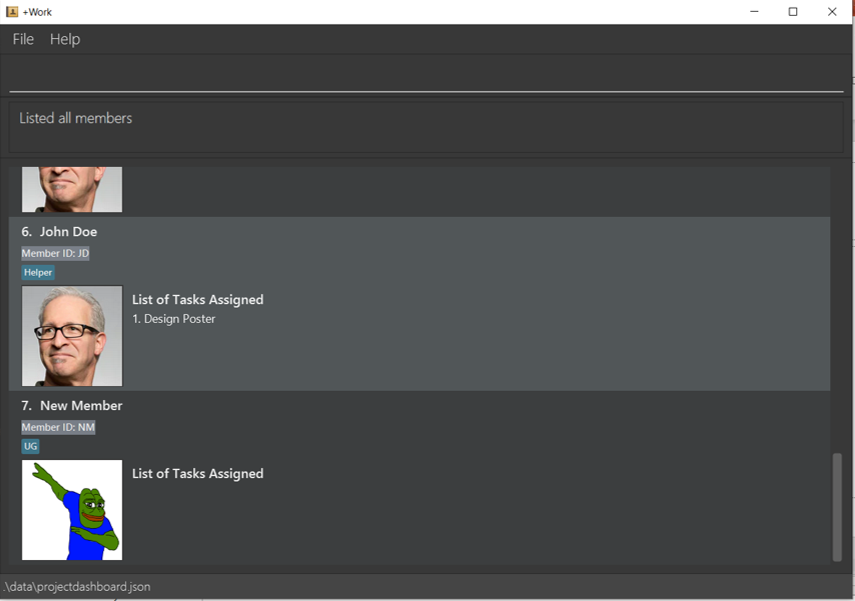 +Work
File Help
Listed all members
6. John Doe
Member ID: JD
Helper
List of Tasks Assigned
1. Design Poster
7. New Member
Member ID: NM
UG
List of Tasks Assigned
.\data\projectdashboard.json